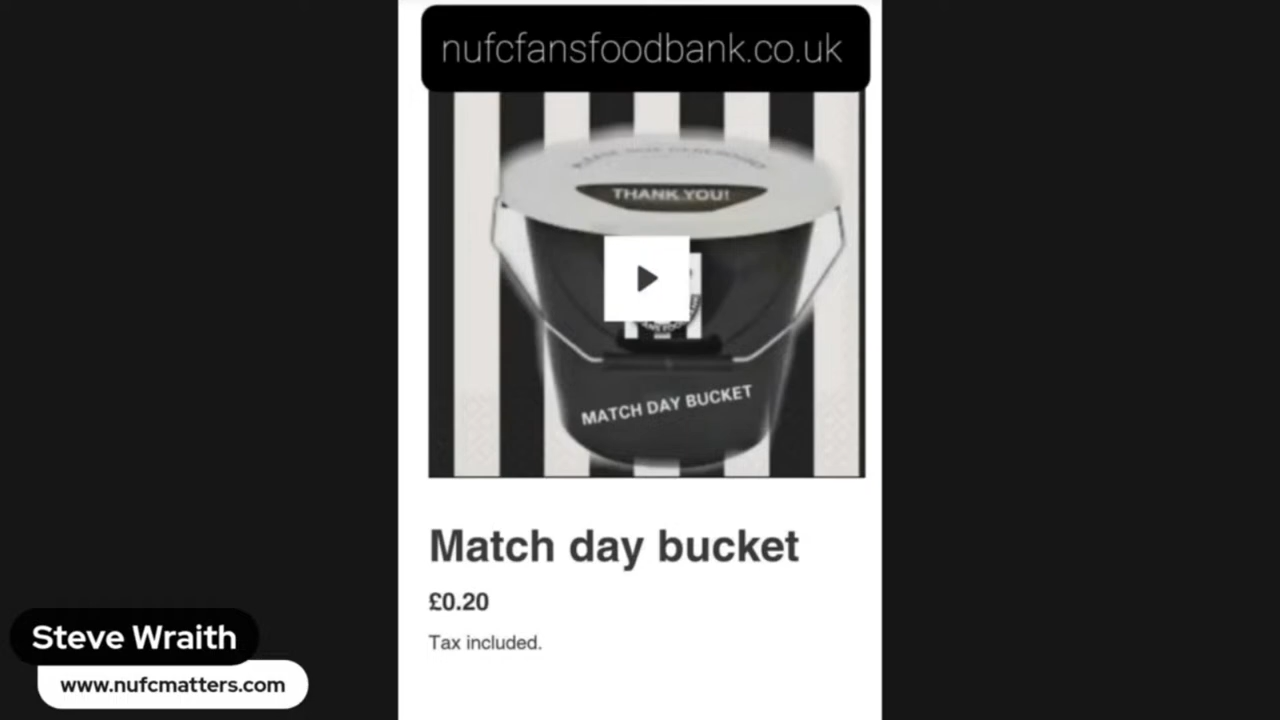 nufcfansfoodbank.co.uk
THANK YOU!
MATCH DAY BUCKET
Match day bucket
£0.20
Tax included.
Steve Wraith
www.nufcmatters.com